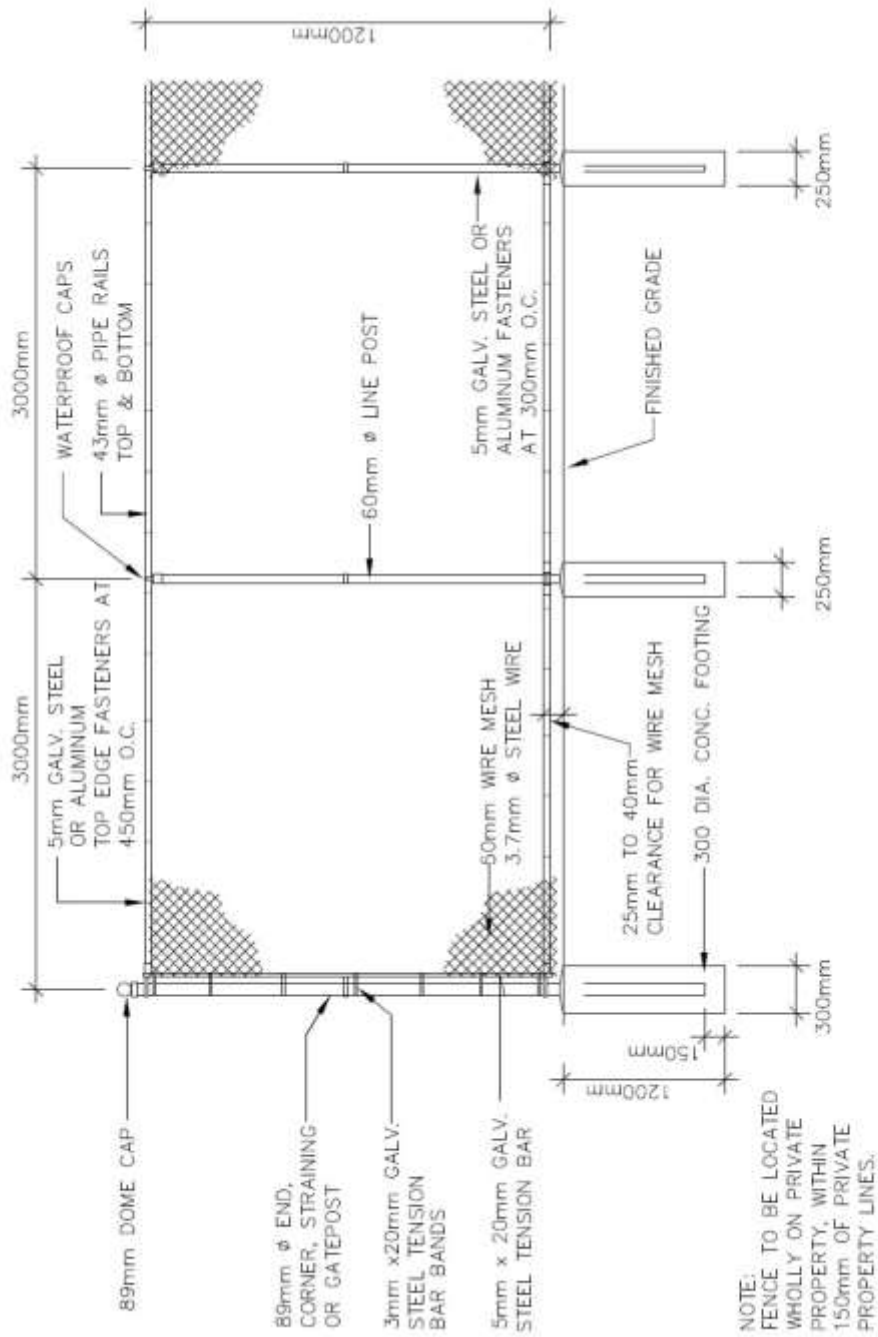 3000mm
3000mm
5mm GALV. STEEL
OR ALUMINUM
TOP EDGE FASTENERS AT
450mm O.C.
WATERPROOF CAPS
43mm ø PIPE RAILS
TOP & BOTTOM
89mm DOME CAP
1200mm
89mm ø END,
CORNER, STRAINING
OR GATEPOST
60mm ø LINE POST
3mm x20mm GALV.
STEEL TENSION
BAR BANDS
60mm WIRE MESH
3.7mm ø STEEL WIRE
5mm GALV. STEEL OR
ALUMINUM FASTENERS
AT 300mm O.C.
5mm x 20mm GALV.
STEEL TENSION BAR
25mm TO 40mm
CLEARANCE FOR WIRE MESH
FINISHED GRADE
300 DIA. CONC. FOOTING
1200mm
150mm
300mm
250mm
250mm
NOTE:
FENCE TO BE LOCATED
WHOLLY ON PRIVATE
PROPERTY, WITHIN
150mm OF PRIVATE
PROPERTY LINES.